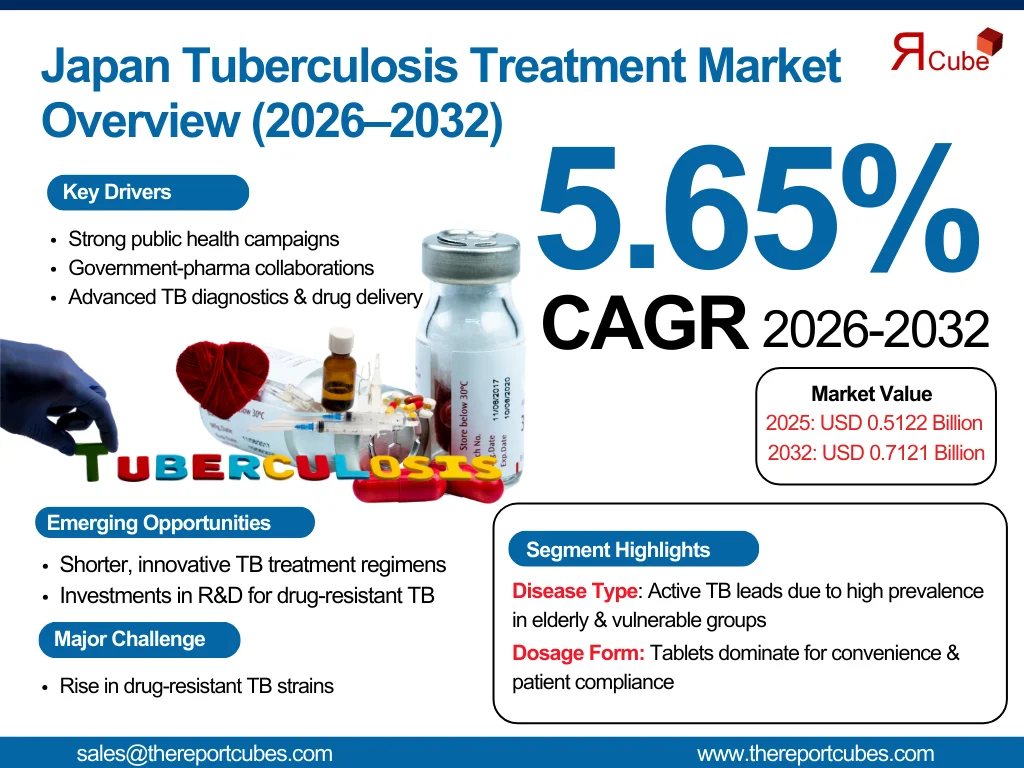 Japan Tuberculosis Treatment Market
Overview (2026–2032)
ЯCube
5.65%
CAGR 2026-2032
Key Drivers
• Strong public health campaigns
• Government-pharma collaborations
• Advanced TB diagnostics & drug delivery
Market Value
2025: USD 0.5122 Billion
2032: USD 0.7121 Billion
Store below 30°C
11/08/2017
10/08/2020
Exp.Date
TUBERCULOSIS
Emerging Opportunities
• Shorter, innovative TB treatment regimens
• Investments in R&D for drug-resistant TB
Major Challenge
• Rise in drug-resistant TB strains
Segment Highlights
Disease Type: Active TB leads due to high prevalence
in elderly & vulnerable groups
Dosage Form: Tablets dominate for convenience &
patient compliance
sales@thereportcubes.com
www.thereportcubes.com